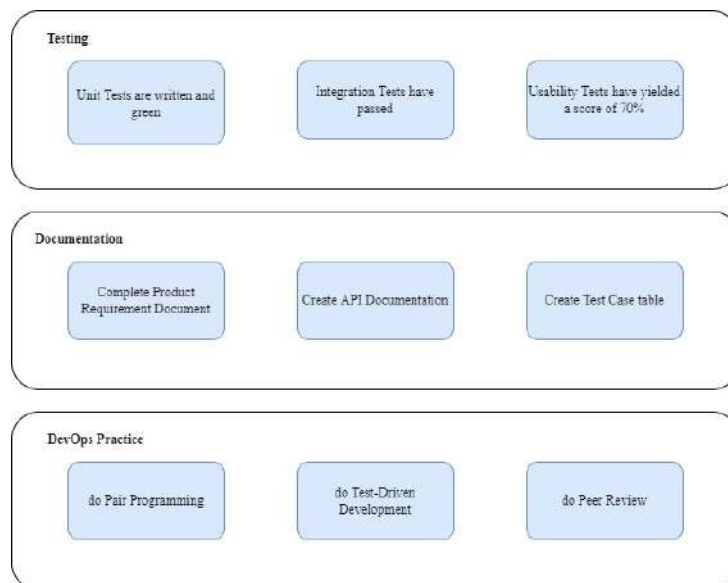 Testing
Unit Tests are written and
green
Integration Tests have
passed
Usability Tests have yielded
a score of 70%
Documentation
Complete Product
Requirement Document
Create API Documentation
Create Test Case table
DevOps Practice
do Pair Programming
do Test-Driven
Development
do Peer Review